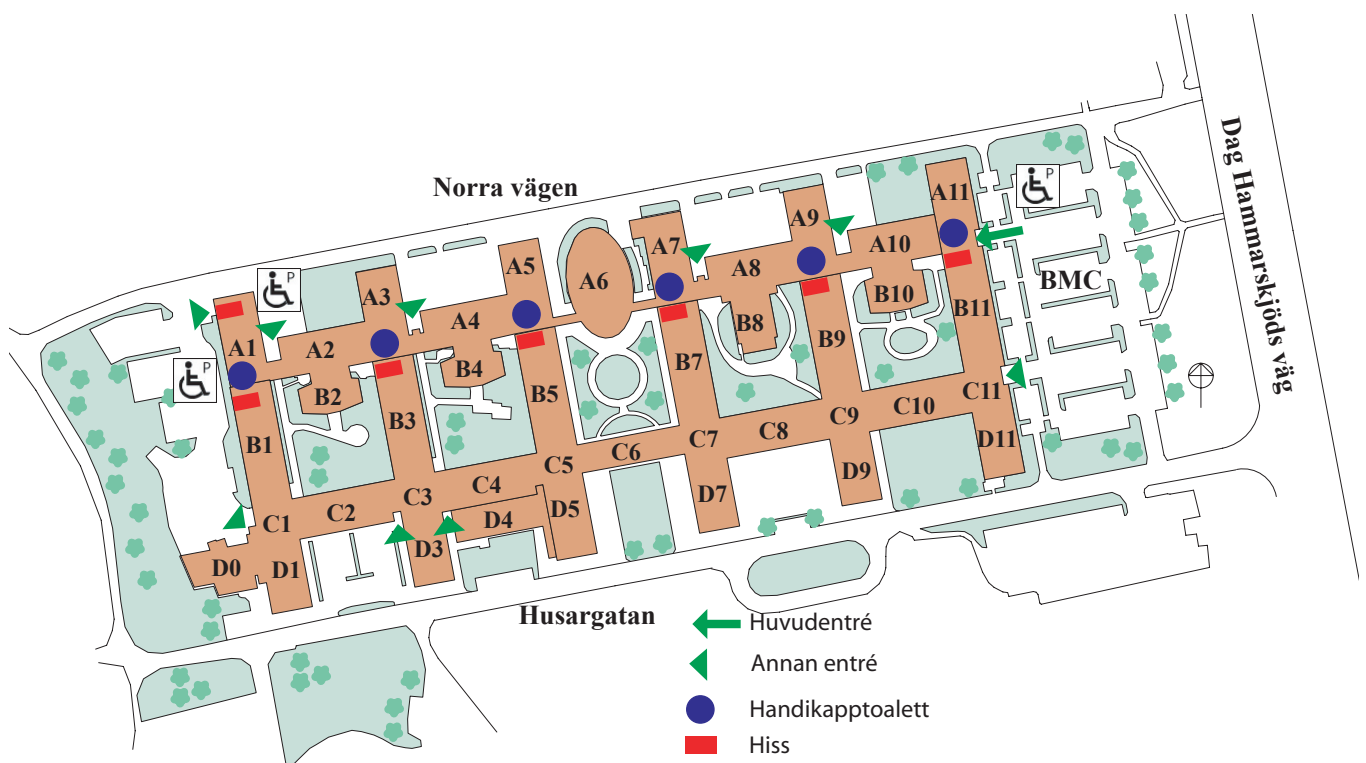 Norra vägen
Dag Hammarskjöds väg
P
A11
A9
A7
A10
A5
A8
A6
BMC
P
A3
B10
A4
B11
B8
A1
A2
B9
P
B7
B4
B2
B5
C11
B3
C10
C9
B1
C8
D11
C7
C6
C5
D9
C4
C3
D7
C2
C1
D5
D4
D3
D1
D0
Husargatan
Huvudentré
Annan entré
Handikapptoalett
Hiss